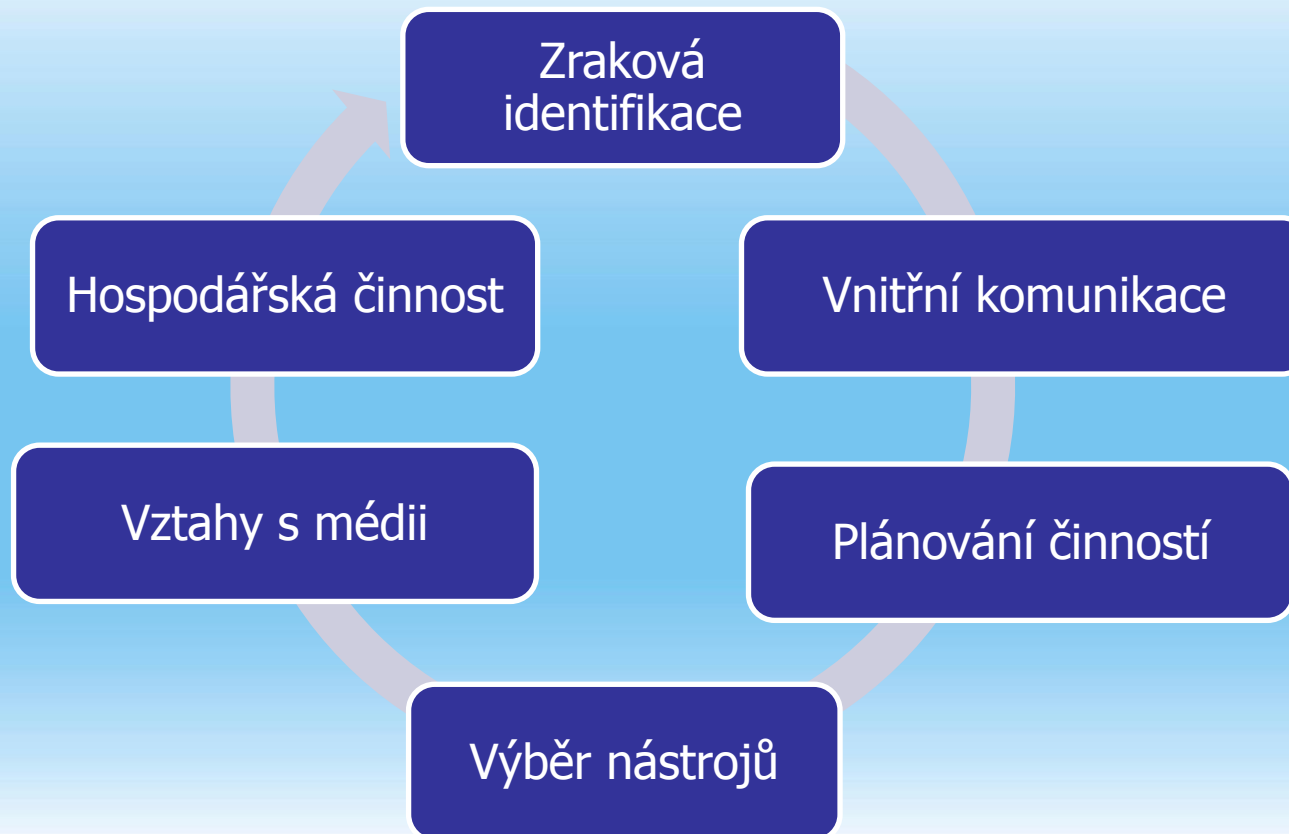 Zraková
identifikace
Hospodářská činnost
Vnitřní komunikace
Vztahy s médii
Plánování činností
Výběr nástrojů